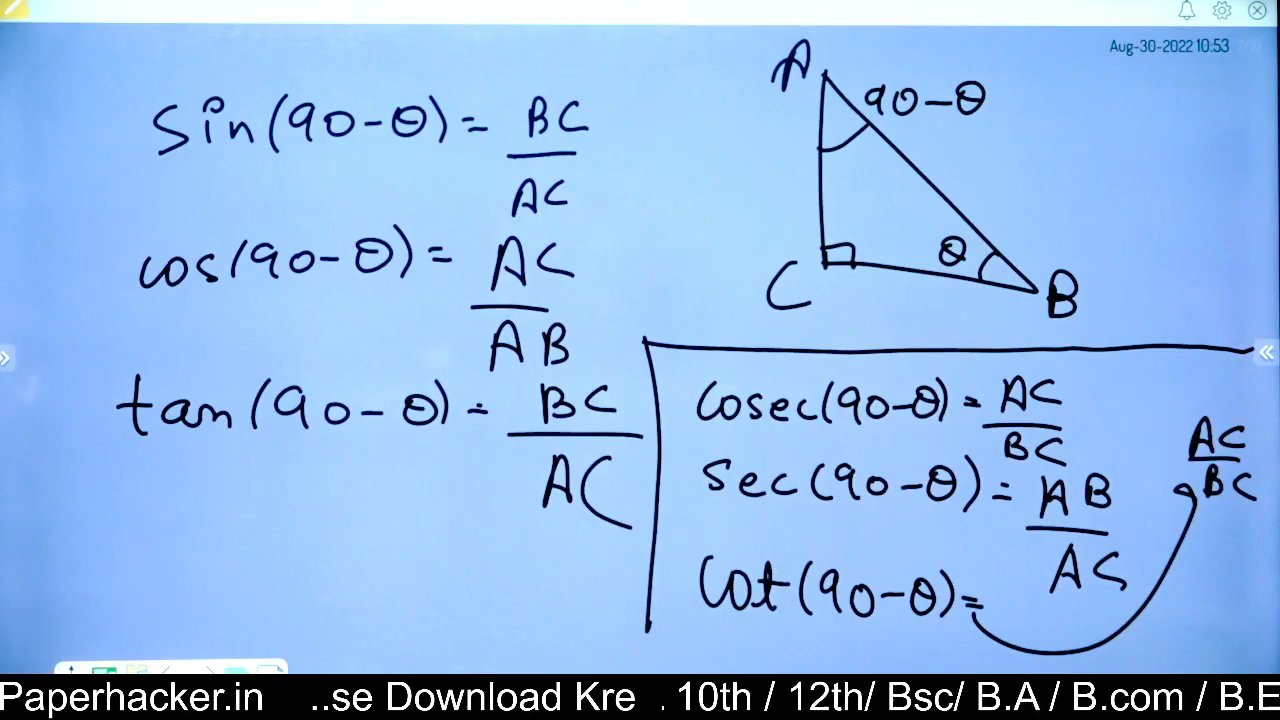 Aug-30-2022 10:53
sin(90-θ) = BC
AC
cos(90-θ) = AC
AB
tan(90-θ) = BC
AC
A
90-θ
θ
C
B
Cosec(90-θ) = AC
BC
Sec(90-θ) = AB
AC
Cot(90-θ)=
AC
BC
Paperhacker.in ..se Download Kre . 10th / 12th/ Bsc/ B.A / B.com / B.E